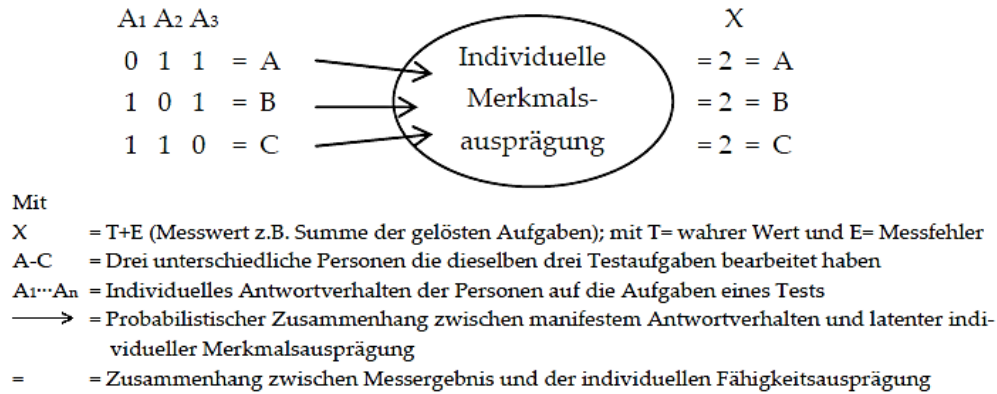 A1 A2 A3 X
0 1 1 = A Individuelle = 2 = A
1 0 1 = B Merkmals- = 2 = B
1 1 0 = C ausprägung = 2 = C
Mit
X = T+E (Messwert z.B. Summe der gelösten Aufgaben); mit T= wahrer Wert und E= Messfehler
A-C = Drei unterschiedliche Personen die dieselben drei Testaufgaben bearbeitet haben
A1···An = Individuelles Antwortverhalten der Personen auf die Aufgaben eines Tests
= Probabilistischer Zusammenhang zwischen manifestem Antwortverhalten und latenter indi-
vidueller Merkmalsausprägung
= = Zusammenhang zwischen Messergebnis und der individuellen Fähigkeitsausprägung